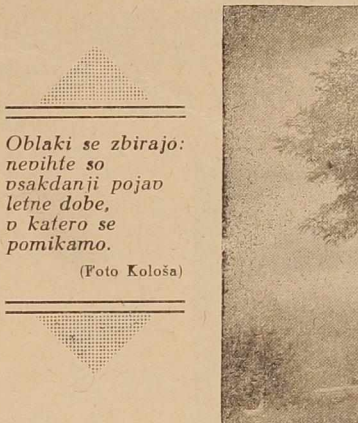 Oblaki se zbirajo:
nevihte so
vsakdanji pojav
letne dobe,
v katero se
pomikamo.
(Foto Kološa)